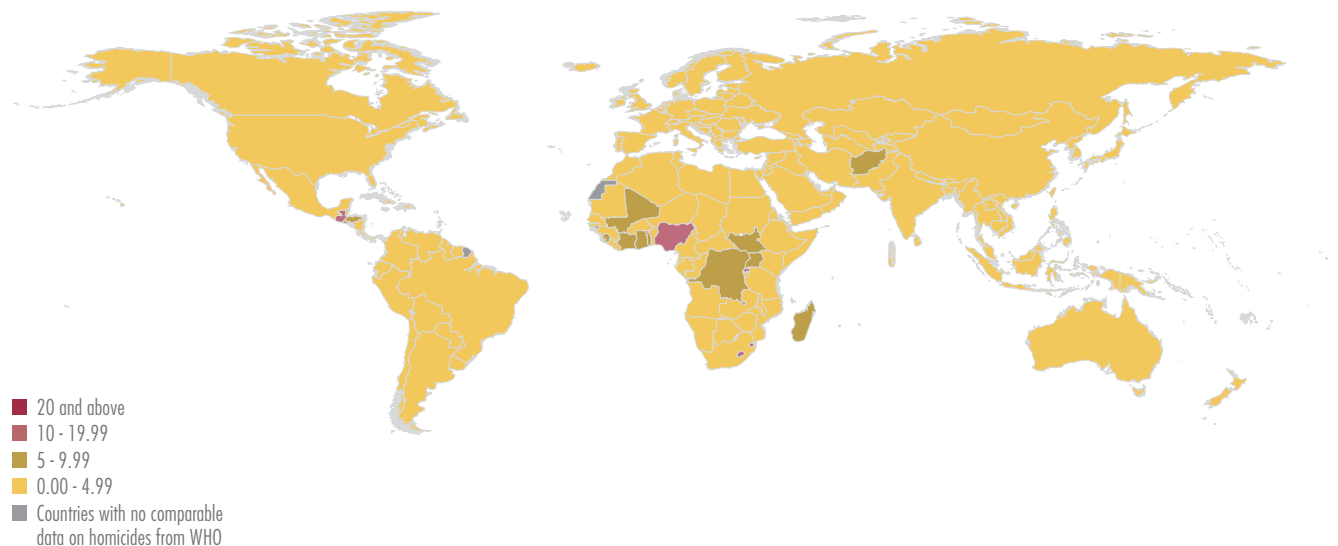 20 and above
10 - 19.99
5 - 9.99
0.00 - 4.99
Countries with no comparable
data on homicides from WHO